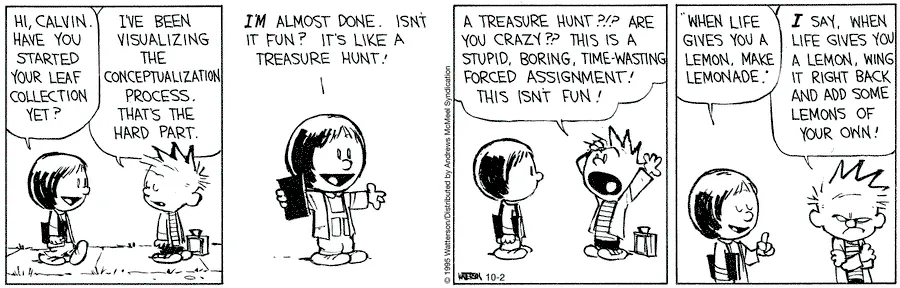 HI, CALVIN.
HAVE YOU
STARTED
YOUR LEAF
COLLECTION
YET?
I'VE BEEN
VISUALIZING
THE
CONCEPTUALIZATION
PROCESS.
THAT'S THE
HARD PART.
I'M ALMOST DONE. ISN'T
IT FUN? IT'S LIKE A
TREASURE HUNT!
A TREASURE HUNT?!? ARE
YOU CRAZY?? THIS IS A
STUPID, BORING, TIME-WASTING
FORCED ASSIGNMENT!
THIS ISN'T FUN!
"WHEN LIFE
GIVES YOU A
LEMON, MAKE
LEMONADE."
I SAY, WHEN
LIFE GIVES YOU
A LEMON, WING
IT RIGHT BACK
AND ADD SOME
LEMONS OF
YOUR OWN!
© 1995 Watterson/Distributed by Andrews McMeel Syndication
WATTERSON 10-2